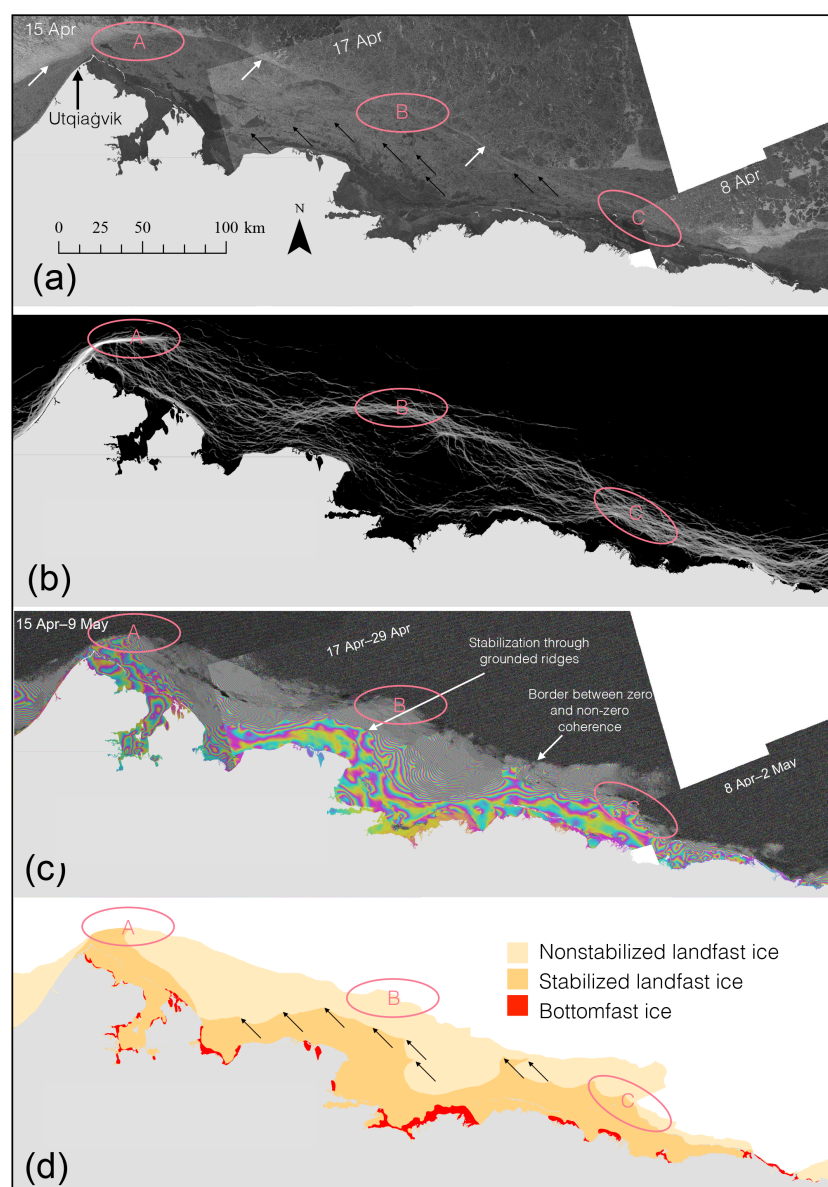 15 Apr
A
17 Apr
Utqiaġvik
B
8 Apr
C
N
0 25 50 100 km
(a)
A
B
C
(b)
15 Apr–9 May
A
17 Apr–29 Apr
Stabilization through
grounded ridges
B
Border between zero
and non-zero
coherence
8 Apr–2 May
C
(c)
A
B
C
Nonstabilized landfast ice
Stabilized landfast ice
Bottomfast ice
(d)